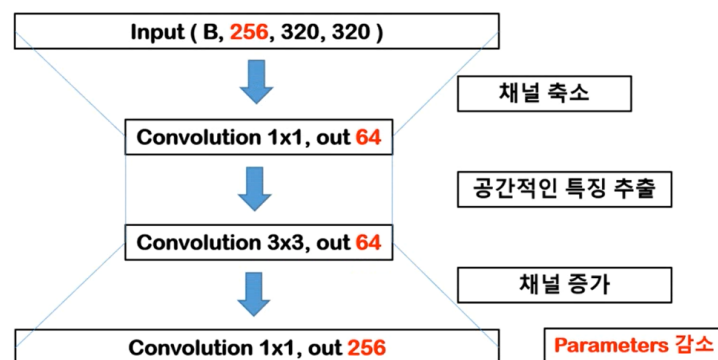 Input ( B, 256, 320, 320 )
채널 축소
Convolution 1x1, out 64
공간적인 특징 추출
Convolution 3x3, out 64
채널 증가
Convolution 1x1, out 256
Parameters 감소